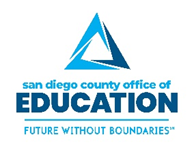 san diego county office of
EDUCATION
FUTURE WITHOUT BOUNDARIES℠